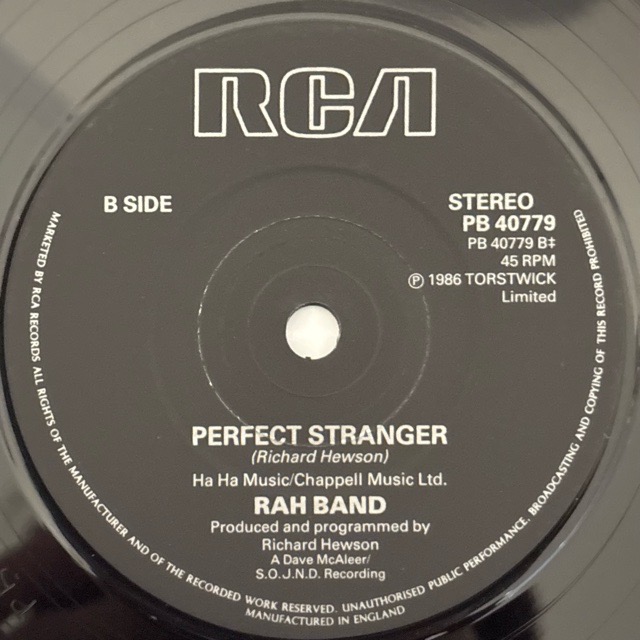 RCA
B SIDE
STEREO
PB 40779
PB 40779 B‡
45 RPM
℗ 1986 TORSTWICK
Limited
PERFECT STRANGER
(Richard Hewson)
Ha Ha Music/Chappell Music Ltd.
RAH BAND
Produced and programmed by
Richard Hewson
A Dave McAleer/
S.O.J.N.D. Recording
MARKETED BY RCA RECORDS. ALL RIGHTS OF THE MANUFACTURER AND OF THE RECORDED WORK RESERVED. UNAUTHORISED PUBLIC PERFORMANCE, BROADCASTING AND COPYING OF THIS RECORD PROHIBITED
MANUFACTURED IN ENGLAND